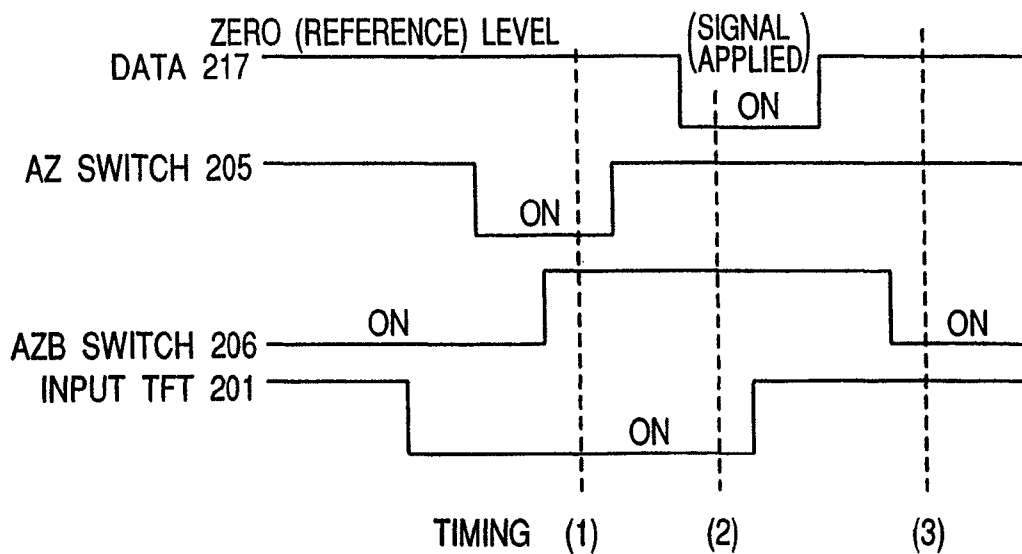 ZERO (REFERENCE) LEVEL
(SIGNAL APPLIED)
DATA 217
ON
AZ SWITCH 205
ON
ON
AZB SWITCH 206
ON
INPUT TFT 201
ON
TIMING (1) (2) (3)